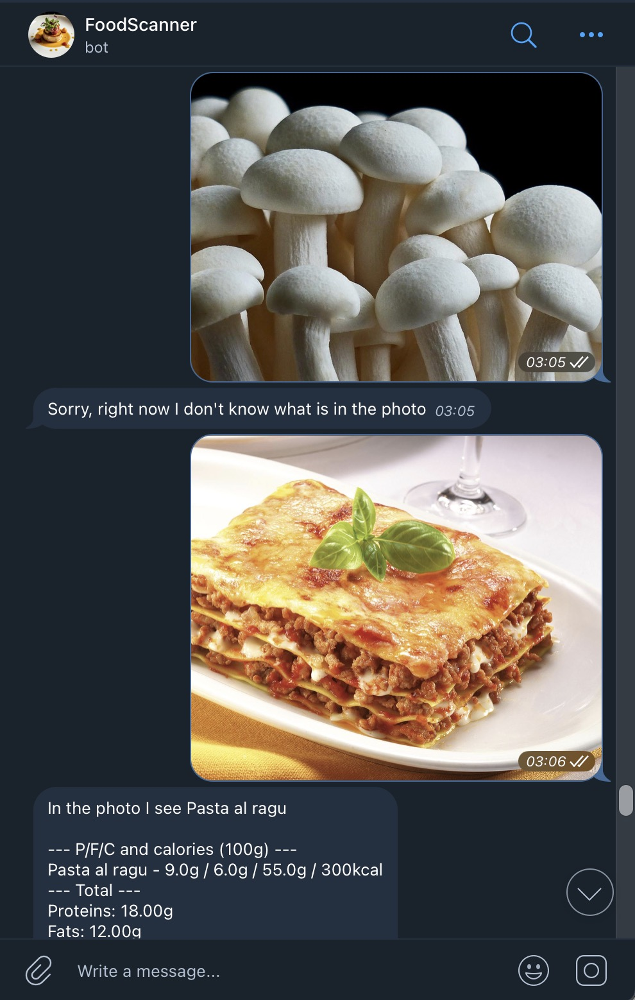 FoodScanner
bot
03:05
Sorry, right now I don't know what is in the photo 03:05
03:06
In the photo I see Pasta al ragu
--- P/F/C and calories (100g) ---
Pasta al ragu - 9.0g / 6.0g / 55.0g / 300kcal
--- Total ---
Proteins: 18.00g
Fats: 12.00g
Write a message...